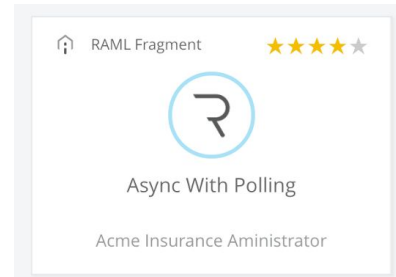 RAML Fragment
Async With Polling
Acme Insurance Aministrator